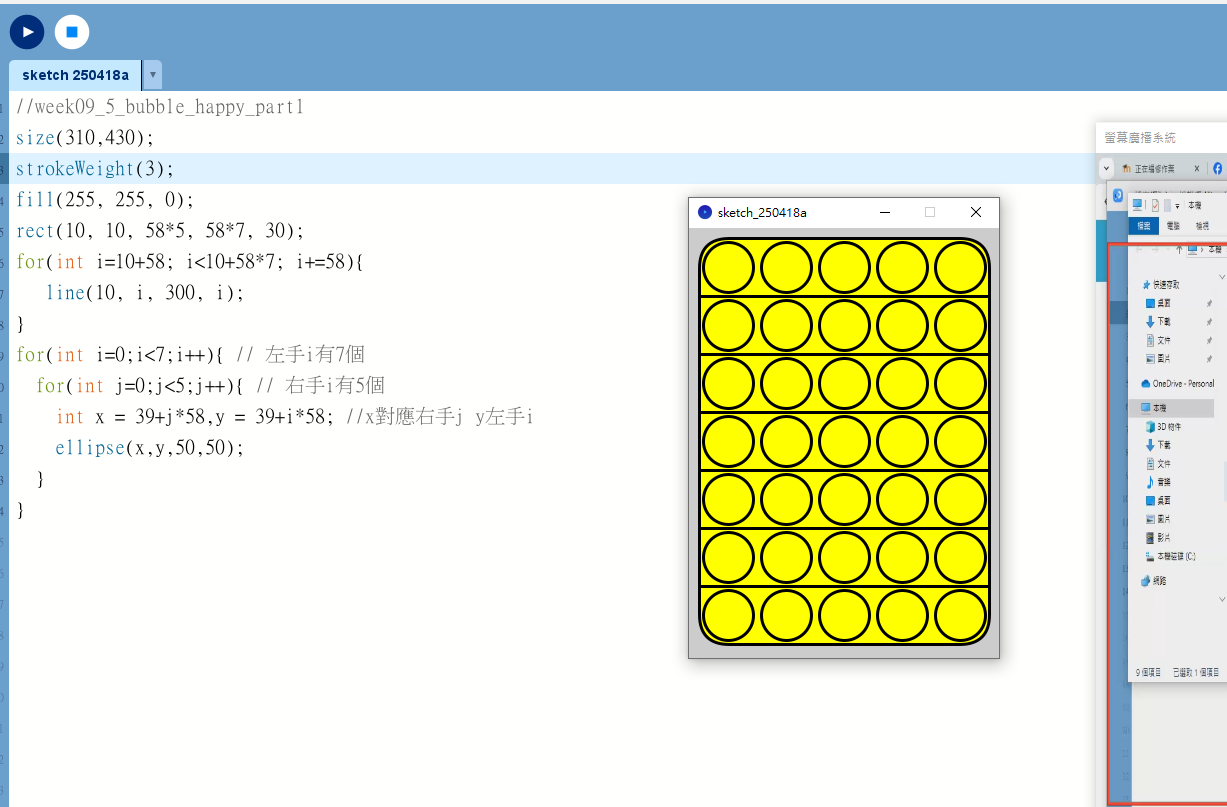 sketch 250418a
//week09_5_bubble_happy_part1
size(310,430);
strokeWeight(3);
fill(255, 255, 0);
rect(10, 10, 58*5, 58*7, 30);
for(int i=10+58; i<10+58*7; i+=58){
line(10, i, 300, i);
}
for(int i=0;i<7;i++){ // 左手i有7個
for(int j=0;j<5;j++){ // 右手i有5個
int x = 39+j*58,y = 39+i*58; //x對應右手j y左手i
ellipse(x,y,50,50);
}
}
sketch_250418a
螢幕廣播系統
正在編修作業
本機
檔案 電腦 檢視
本機
快速存取
桌面
下載
文件
圖片
OneDrive - Personal
本機
3D 物件
下載
文件
音樂
桌面
圖片
影片
本機磁碟 (C:)
網路
9 個項目 已選取 1 個項目